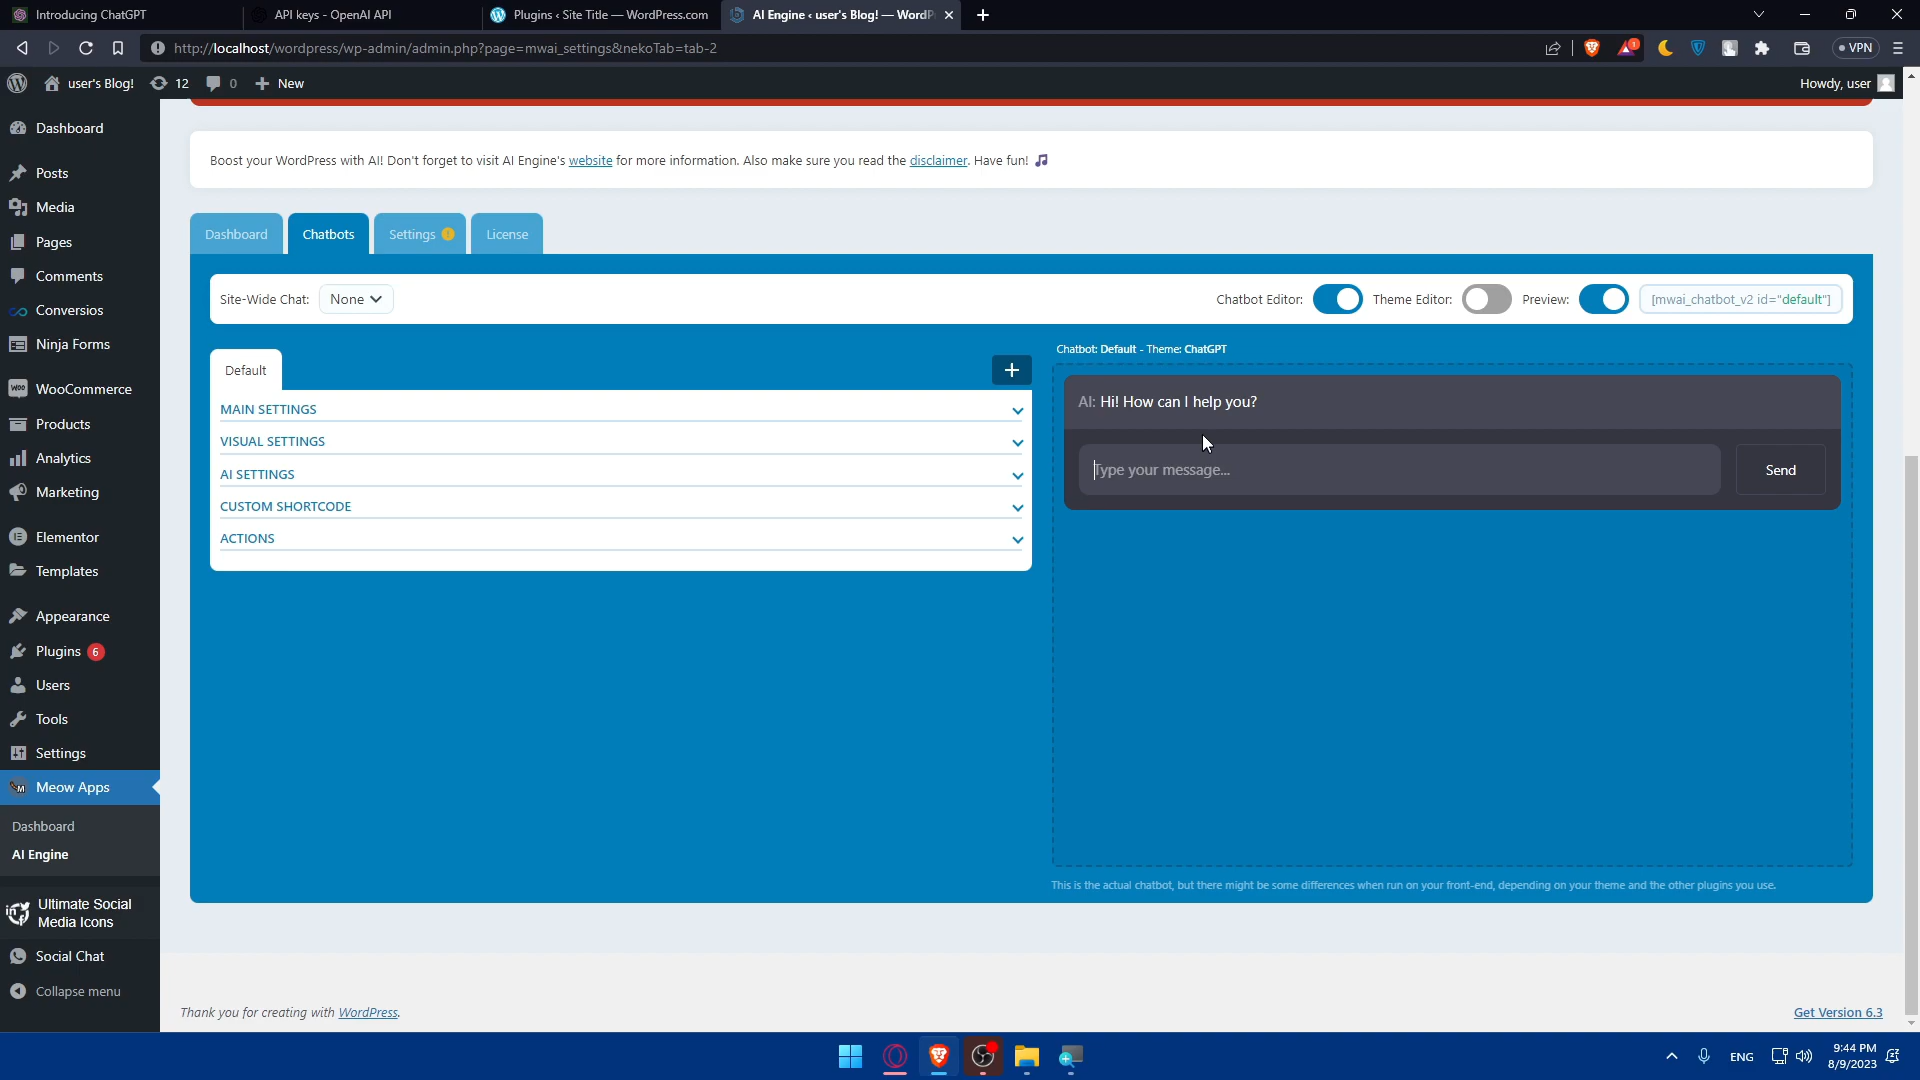 Introducing ChatGPT
API keys - OpenAI API
Plugins ‹ Site Title — WordPress.com
AI Engine ‹ user's Blog! — WordP
http://localhost/wordpress/wp-admin/admin.php?page=mwai_settings&nekoTab=tab-2
1
VPN
user's Blog!
12
0
New
Howdy, user
Dashboard
Posts
Media
Pages
Comments
Conversios
Ninja Forms
WooCommerce
Products
Analytics
Marketing
Elementor
Templates
Appearance
Plugins 6
Users
Tools
Settings
Meow Apps
Dashboard
AI Engine
Ultimate Social
Media Icons
Social Chat
Collapse menu
Boost your WordPress with AI! Don't forget to visit AI Engine's website for more information. Also make sure you read the disclaimer. Have fun!
Dashboard
Chatbots
Settings
License
Site-Wide Chat:
None
Chatbot Editor:
Theme Editor:
Preview:
[mwai_chatbot_v2 id="default"]
Default
MAIN SETTINGS
VISUAL SETTINGS
AI SETTINGS
CUSTOM SHORTCODE
ACTIONS
Chatbot: Default - Theme: ChatGPT
AI: Hi! How can I help you?
Type your message...
Send
This is the actual chatbot, but there might be some differences when run on your front-end, depending on your theme and the other plugins you use.
Thank you for creating with WordPress.
Get Version 6.3
ENG
9:44 PM
8/9/2023